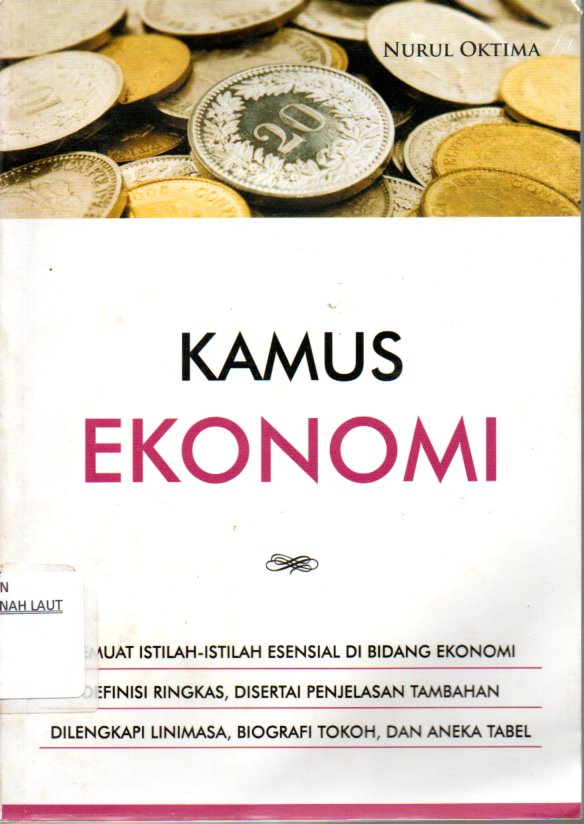 NURUL OKTIMA
20
KAMUS
EKONOMI
N
NAH LAUT
EMUAT ISTILAH-ISTILAH ESENSIAL DI BIDANG EKONOMI
DEFINISI RINGKAS, DISERTAI PENJELASAN TAMBAHAN
DILENGKAPI LINIMASA, BIOGRAFI TOKOH, DAN ANEKA TABEL